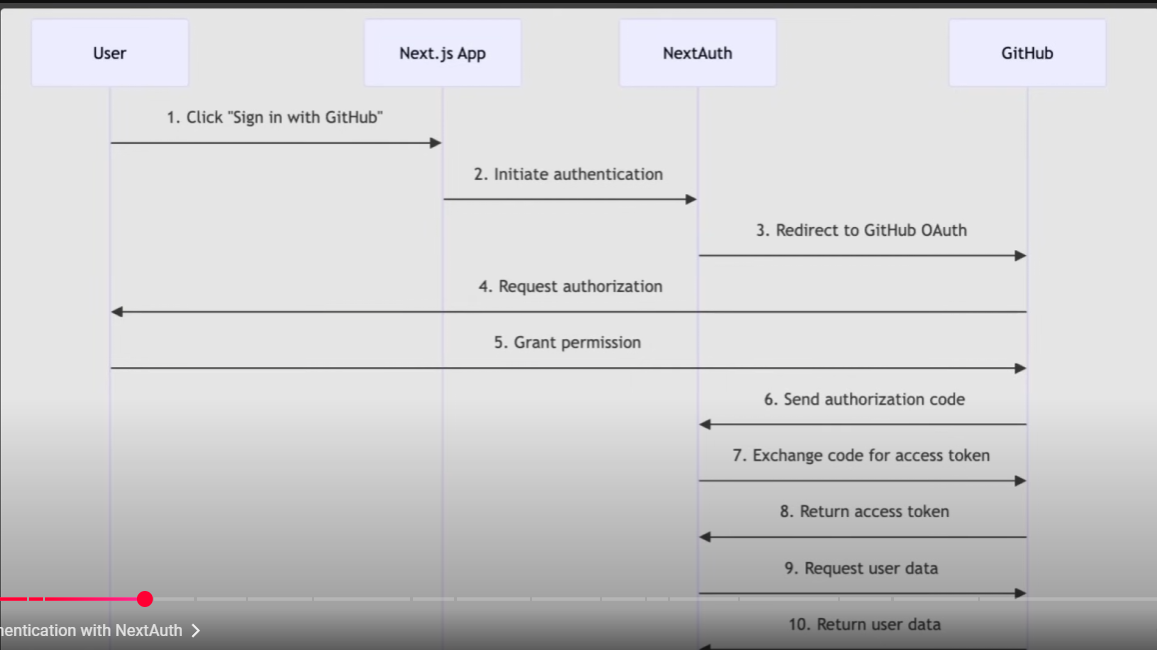 User
Next.js App
NextAuth
GitHub
1. Click "Sign in with GitHub"
2. Initiate authentication
3. Redirect to GitHub OAuth
4. Request authorization
5. Grant permission
6. Send authorization code
7. Exchange code for access token
8. Return access token
9. Request user data
10. Return user data
hentication with NextAuth